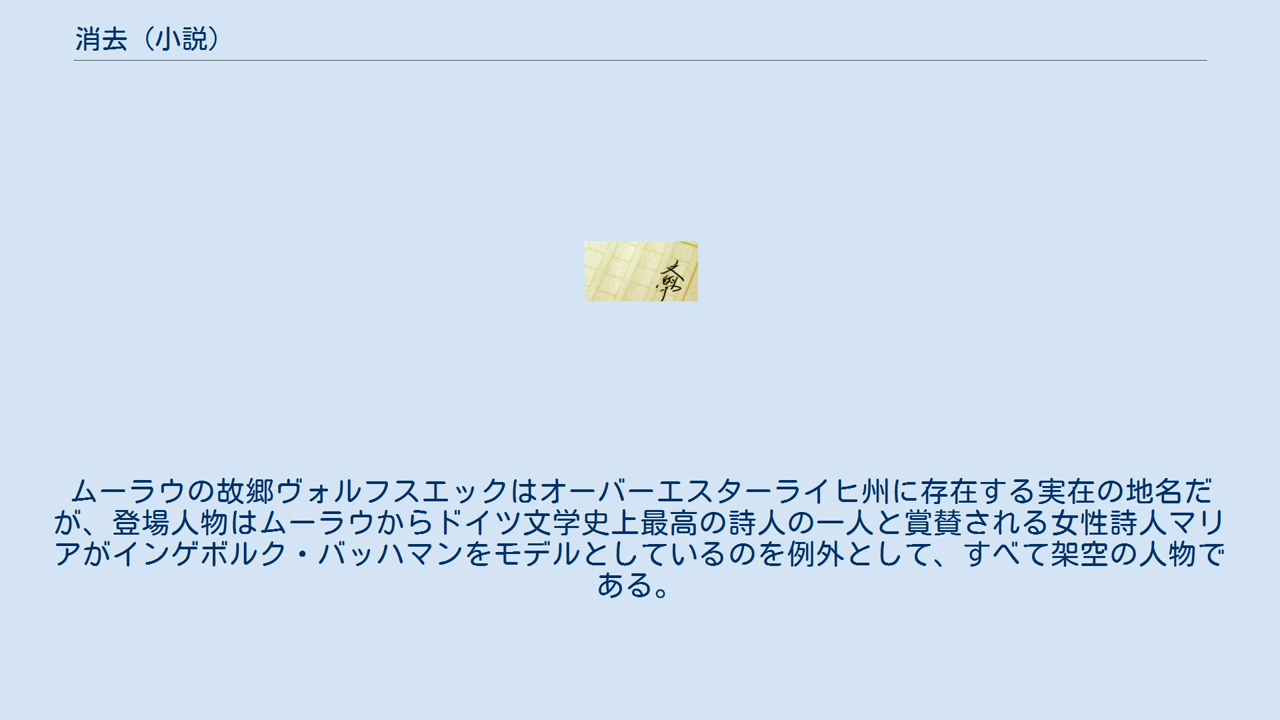 消去（小説）
ムーラウの故郷ヴォルフスエックはオーバーエスターライヒ州に存在する実在の地名だ
が、登場人物はムーラウからドイツ文学史上最高の詩人の一人と賞賛される女性詩人マリ
アがインゲボルク・バッハマンをモデルとしているのを例外として、すべて架空の人物で
ある。